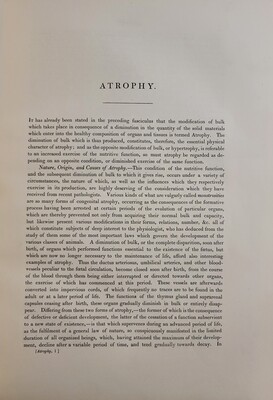 ATROPHY.
It has already been stated in the preceding fasciculus that the modification of bulk
which takes place in consequence of a diminution in the quantity of the solid materials
which enter into the healthy composition of organs and tissues is termed Atrophy. The
diminution of bulk which is thus produced, constitutes, therefore, the essential physical
character of atrophy: and as the opposite modification of bulk, or hypertrophy, is referable
to an increased exercise of the nutritive function, so must atrophy be regarded as de-
pending on an opposite condition, or diminished exercise of the same function.
Nature, Origin, and Causes of Atrophy.—This condition of the nutritive function,
and the subsequent diminution of bulk to which it gives rise, occurs under a variety of
circumstances, the nature of which, as well as the influence which they respectively
exercise in its production, are highly deserving of the consideration which they have
received from recent pathologists. Various kinds of what are vulgarly called monstrosities
are so many forms of congenital atrophy, occurring as the consequences of the formative
process having been arrested at certain periods of the evolution of particular organs,
which are thereby prevented not only from acquiring their normal bulk and capacity,
but likewise present various modifications in their forms, relations, number, &c. all of
which constitute subjects of deep interest to the physiologist, who has deduced from the
study of them some of the most important laws which govern the development of the
various classes of animals. A diminution of bulk, or the complete disparition, soon after
birth, of organs which performed functions essential to the existence of the fœtus, but
which are now no longer necessary to the maintenance of life, afford also interesting
examples of atrophy. Thus the ductus arteriosus, umbilical arteries, and other blood-
vessels peculiar to the fœtal circulation, become closed soon after birth, from the course
of the blood through them being either interrupted or directed towards other organs,
the exercise of which has commenced at this period. These vessels are afterwards
converted into impervious cords, of which frequently no traces are to be found in the
adult or at a later period of life. The functions of the thymus gland and suprarenal
capsules ceasing after birth, these organs gradually diminish in bulk or entirely disap-
pear. Differing from these two forms of atrophy,—the former of which is the consequence
of defective or deficient development, the latter of the cessation of a function subservient
to a new state of existence,—is that which supervenes during an advanced period of life,
as the fulfilment of a general law of nature, so conspicuously manifested in the limited
duration of all organised beings, which, having attained the maximum of their develop-
ment, decline after a variable period of time, and tend gradually towards decay. It
[Atrophy, 1]